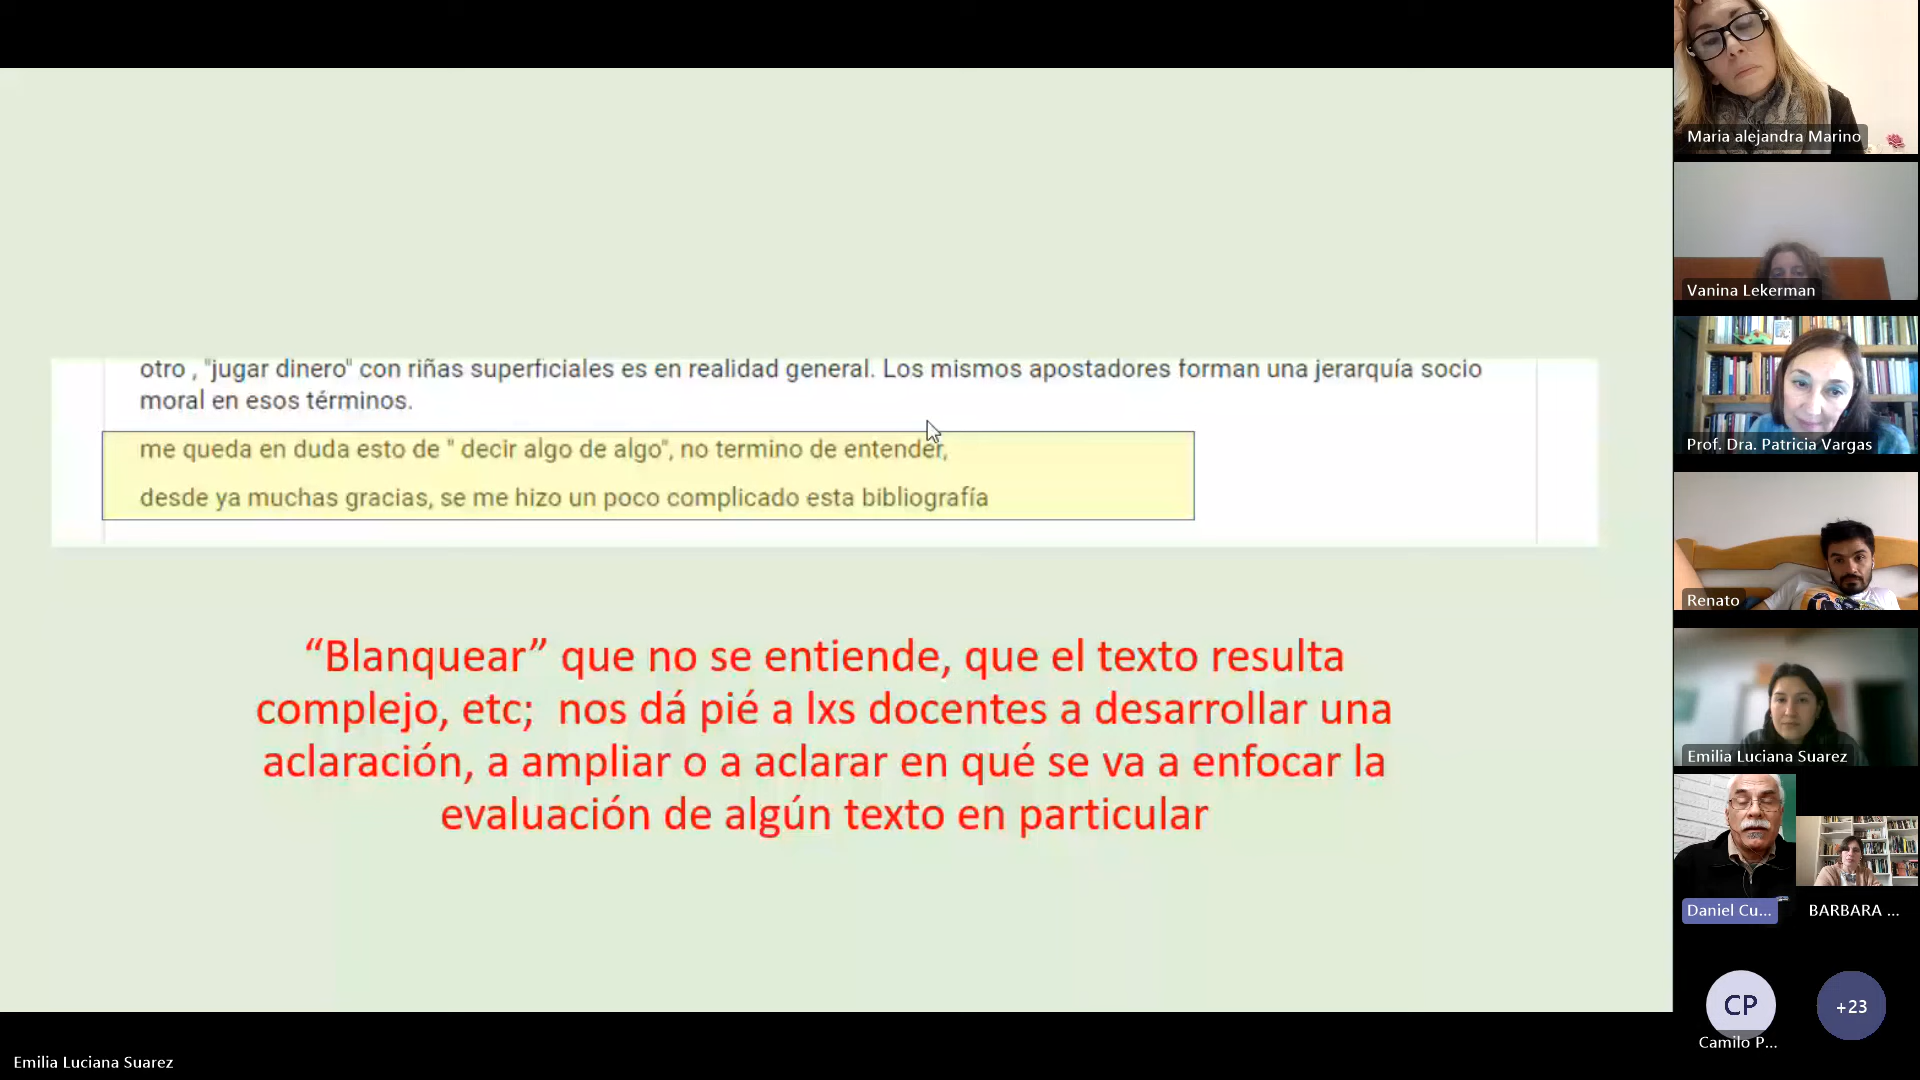 otro , "jugar dinero" con riñas superficiales es en realidad general. Los mismos apostadores forman una jerarquía socio
moral en esos términos.
me queda en duda esto de " decir algo de algo", no termino de entender,
desde ya muchas gracias, se me hizo un poco complicado esta bibliografía
“Blanquear” que no se entiende, que el texto resulta
complejo, etc;  nos dá pié a lxs docentes a desarrollar una
aclaración, a ampliar o a aclarar en qué se va a enfocar la
evaluación de algún texto en particular
Maria alejandra Marino
Vanina Lekerman
Prof. Dra. Patricia Vargas
Renato
Emilia Luciana Suarez
Daniel Cu...
BARBARA ...
CP
+23
Camilo P...
Emilia Luciana Suarez